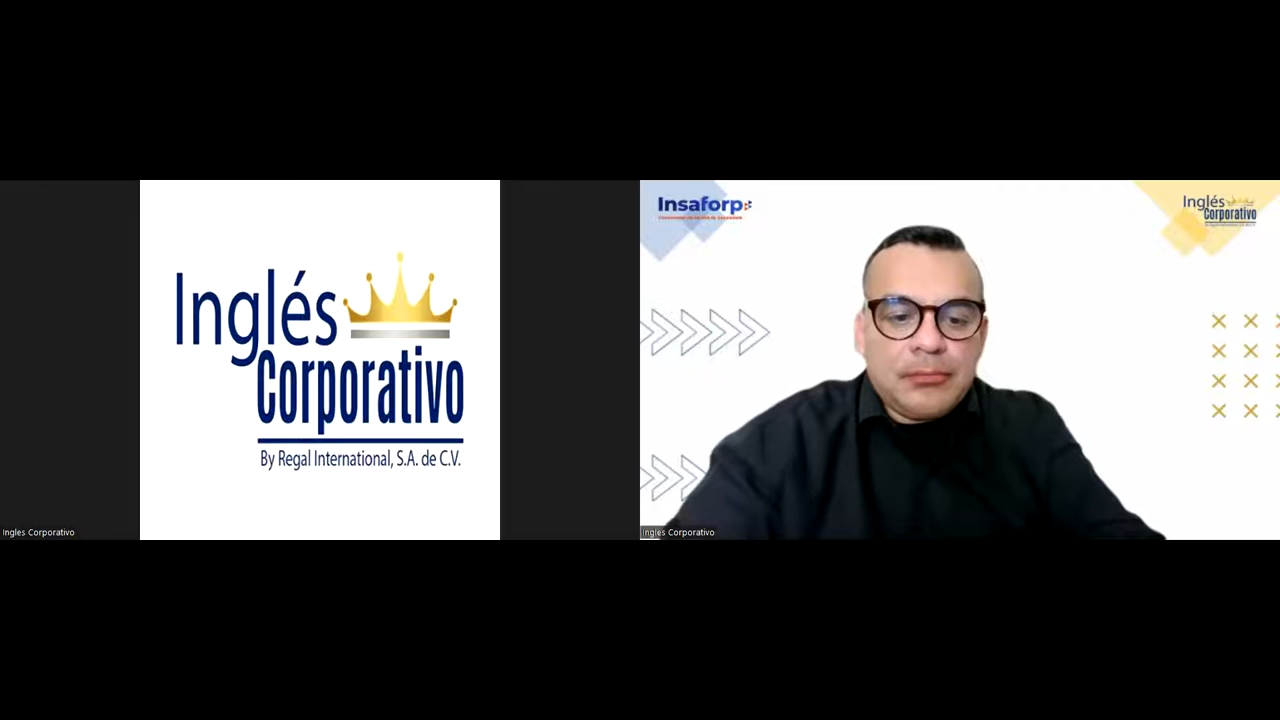 Inglés
Corporativo
By Regal International, S.A. de C.V.
Ingles Corporativo
Insaforp
Inglés
Corporativo
Ingles Corporativo